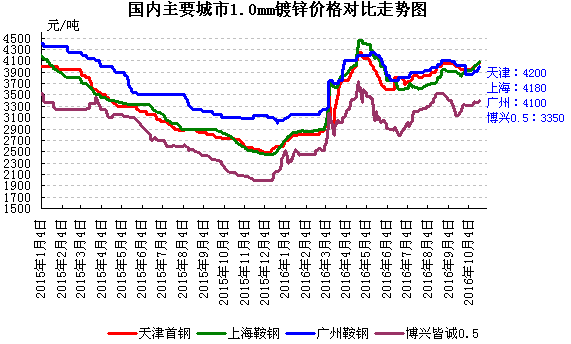 国内主要城市1.0mm镀锌价格对比走势图
元/吨
4500
4300
4100
3900
3700
3500
3300
3100
2900
2700
2500
2300
2100
1900
1700
1500
天津：4200
上海：4180
广州：4100
博兴0.5：3350
2015年1月4日
2015年2月4日
2015年3月4日
2015年4月4日
2015年5月4日
2015年6月4日
2015年7月4日
2015年8月4日
2015年9月4日
2015年10月4日
2015年11月4日
2015年12月4日
2016年1月4日
2016年2月4日
2016年3月4日
2016年4月4日
2016年5月4日
2016年6月4日
2016年7月4日
2016年8月4日
2016年9月4日
2016年10月4日
天津首钢 上海鞍钢 广州鞍钢 博兴皆诚0.5